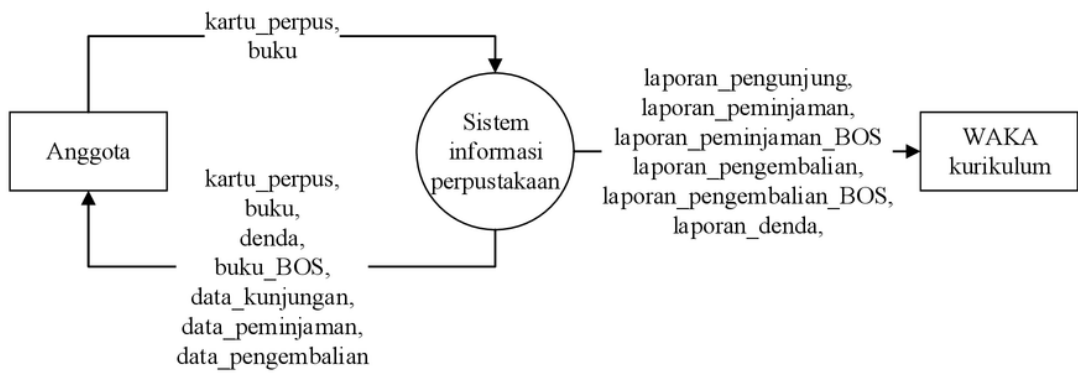 kartu_perpus,
buku
Anggota
Sistem
informasi
perpustakaan
laporan_pengunjung,
laporan_peminjaman,
laporan_peminjaman_BOS
laporan_pengembalian,
laporan_pengembalian_BOS,
laporan_denda,
WAKA
kurikulum
kartu_perpus,
buku,
denda,
buku_BOS,
data_kunjungan,
data_peminjaman,
data_pengembalian